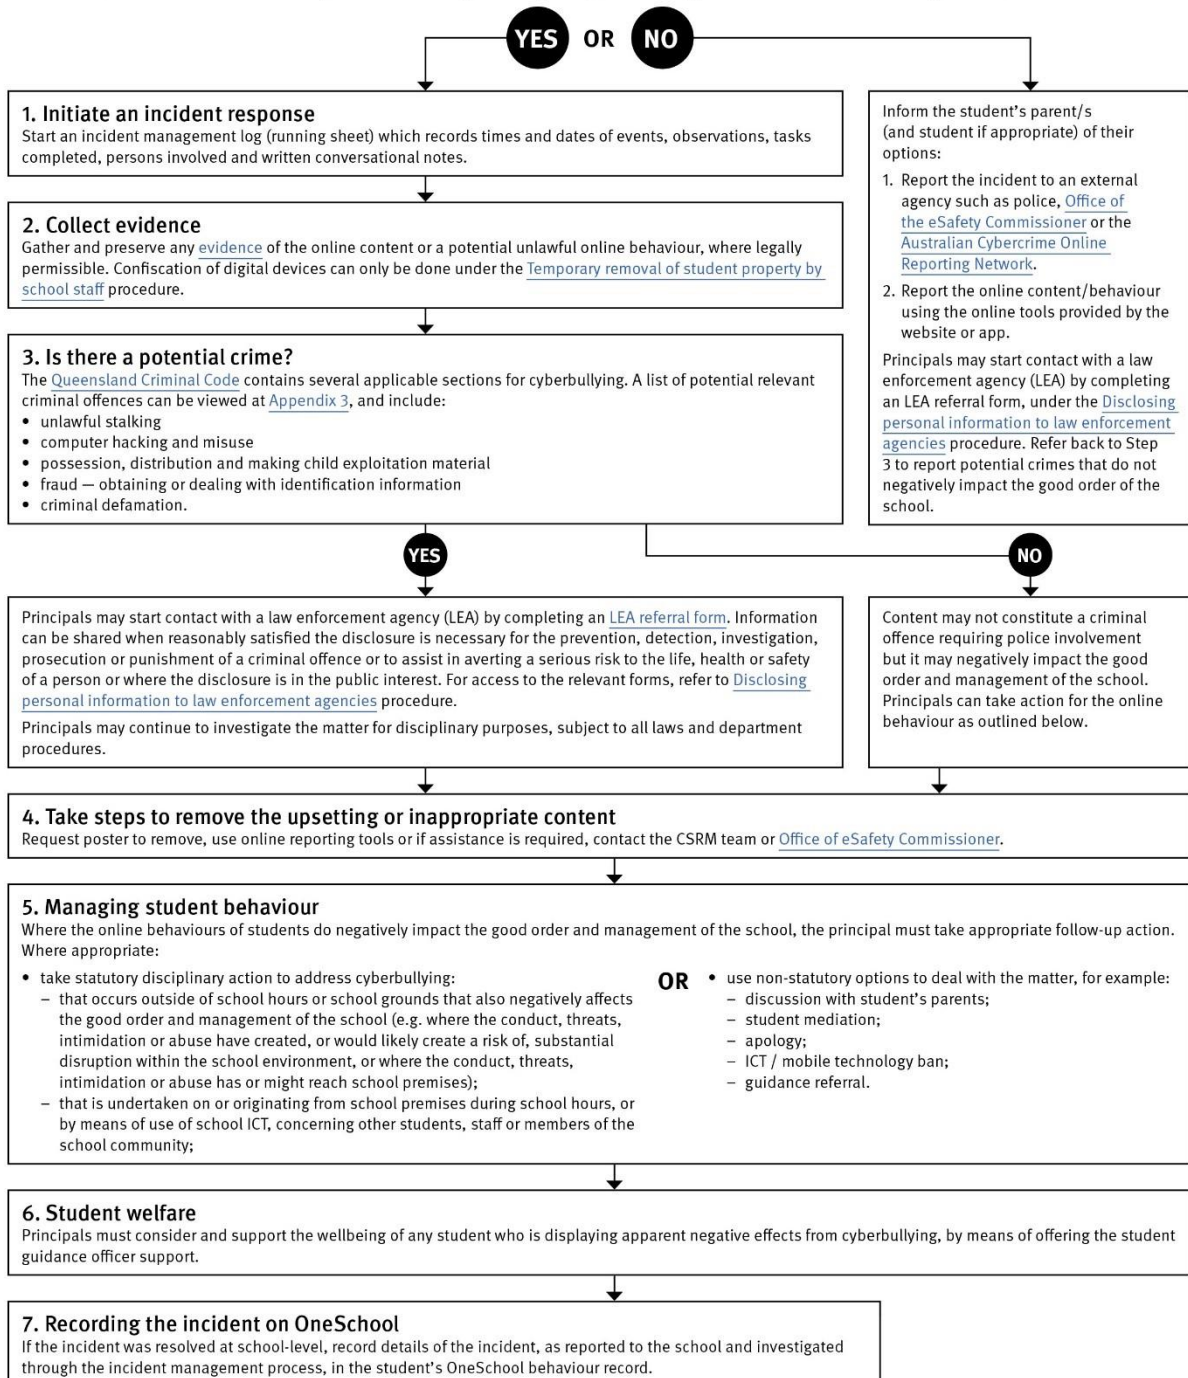 YES OR NO
1. Initiate an incident response
Start an incident management log (running sheet) which records times and dates of events, observations, tasks
completed, persons involved and written conversational notes.
2. Collect evidence
Gather and preserve any evidence of the online content or a potential unlawful online behaviour, where legally
permissible. Confiscation of digital devices can only be done under the Temporary removal of student property by
school staff procedure.
3. Is there a potential crime?
The Queensland Criminal Code contains several applicable sections for cyberbullying. A list of potential relevant
criminal offences can be viewed at Appendix 3, and include:
• unlawful stalking
• computer hacking and misuse
• possession, distribution and making child exploitation material
• fraud — obtaining or dealing with identification information
• criminal defamation.
Inform the student's parent/s
(and student if appropriate) of their
options:
1. Report the incident to an external
agency such as police, Office of
the eSafety Commissioner or the
Australian Cybercrime Online
Reporting Network.
2. Report the online content/behaviour
using the online tools provided by the
website or app.
Principals may start contact with a law
enforcement agency (LEA) by completing
an LEA referral form, under the Disclosing
personal information to law enforcement
agencies procedure. Refer back to Step
3 to report potential crimes that do not
negatively impact the good order of the
school.
YES
NO
Principals may start contact with a law enforcement agency (LEA) by completing an LEA referral form. Information
can be shared when reasonably satisfied the disclosure is necessary for the prevention, detection, investigation,
prosecution or punishment of a criminal offence or to assist in averting a serious risk to the life, health or safety
of a person or where the disclosure is in the public interest. For access to the relevant forms, refer to Disclosing
personal information to law enforcement agencies procedure.
Principals may continue to investigate the matter for disciplinary purposes, subject to all laws and department
procedures.
Content may not constitute a criminal
offence requiring police involvement
but it may negatively impact the good
order and management of the school.
Principals can take action for the online
behaviour as outlined below.
4. Take steps to remove the upsetting or inappropriate content
Request poster to remove, use online reporting tools or if assistance is required, contact the CSRM team or Office of eSafety Commissioner.
5. Managing student behaviour
Where the online behaviours of students do negatively impact the good order and management of the school, the principal must take appropriate follow-up action.
Where appropriate:
• take statutory disciplinary action to address cyberbullying:
– that occurs outside of school hours or school grounds that also negatively affects
the good order and management of the school (e.g. where the conduct, threats,
intimidation or abuse have created, or would likely create a risk of, substantial
disruption within the school environment, or where the conduct, threats,
intimidation or abuse has or might reach school premises);
– that is undertaken on or originating from school premises during school hours, or
by means of use of school ICT, concerning other students, staff or members of the
school community;
OR
• use non-statutory options to deal with the matter, for example:
– discussion with student's parents;
– student mediation;
– apology;
– ICT / mobile technology ban;
– guidance referral.
6. Student welfare
Principals must consider and support the wellbeing of any student who is displaying apparent negative effects from cyberbullying, by means of offering the student
guidance officer support.
7. Recording the incident on OneSchool
If the incident was resolved at school-level, record details of the incident, as reported to the school and investigated
through the incident management process, in the student's OneSchool behaviour record.